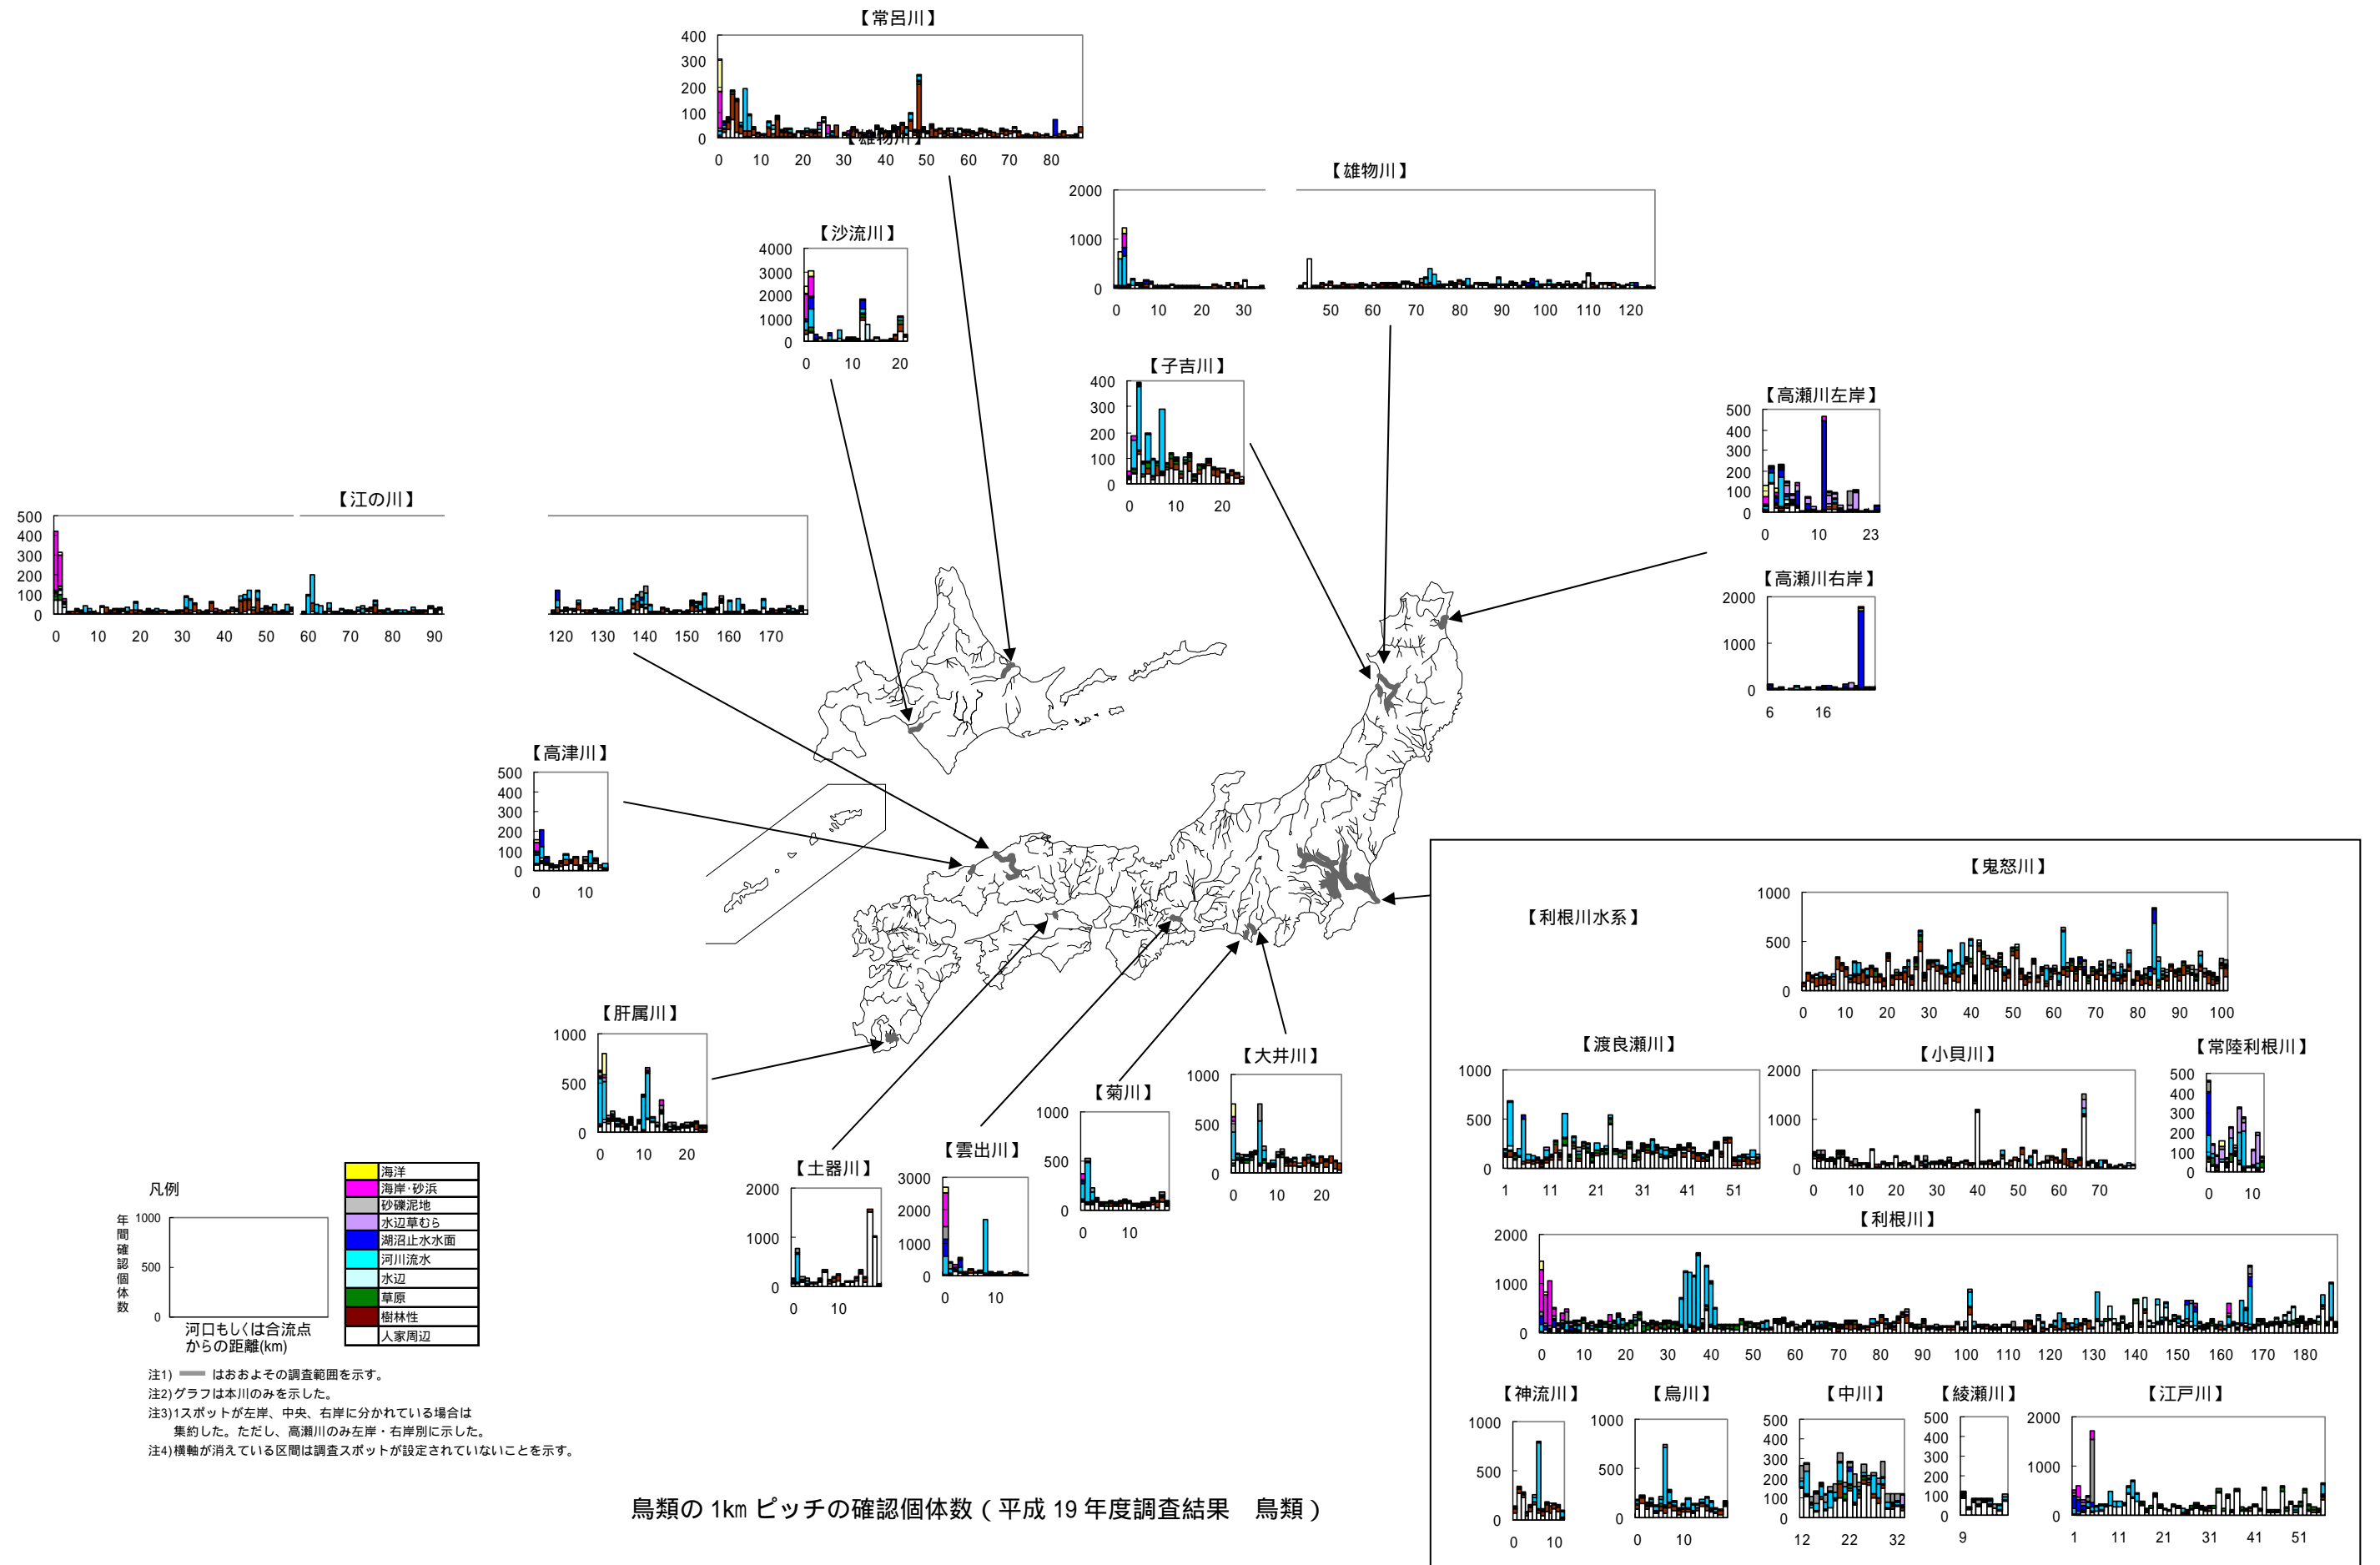 【常呂川】
400
300
200
100
0
【雄物川】
0 10 20 30 40 50 60 70 80
【雄物川】
2000
1000
0
0 10 20 30 50 60 70 80 90 100 110 120
【沙流川】
4000
3000
2000
1000
0
0 10 20
【子吉川】
400
300
200
100
0
0 10 20
【高瀬川左岸】
500
400
300
200
100
0
0 10 23
【高瀬川右岸】
2000
1000
0
6 16
【江の川】
500
400
300
200
100
0
0 10 20 30 40 50 60 70 80 90 120 130 140 150 160 170
【高津川】
500
400
300
200
100
0
0 10
【肝属川】
1000
500
0
0 10 20
【土器川】
2000
1000
0
0 10
【雲出川】
3000
2000
1000
0
0 10
【菊川】
1000
500
0
0 10
【大井川】
1000
500
0
0 10 20
【利根川水系】
【鬼怒川】
1000
500
0
0 10 20 30 40 50 60 70 80 90 100
【渡良瀬川】
1000
500
0
1 11 21 31 41 51
【小貝川】
2000
1000
0
0 10 20 30 40 50 60 70
【常陸利根川】
500
400
300
200
100
0
0 10
【利根川】
2000
1000
0
0 10 20 30 40 50 60 70 80 90 100 110 120 130 140 150 160 170 180
【神流川】
1000
500
0
0 10
【烏川】
1000
500
0
0 10
【中川】
500
400
300
200
100
0
12 22 32
【綾瀬川】
500
400
300
200
100
0
9
【江戸川】
2000
1000
0
1 11 21 31 41 51
凡例
年間確認個体数
1000
500
0
河口もしくは合流点
からの距離(km)
海洋
海岸・砂浜
砂礫泥地
水辺草むら
湖沼止水水面
河川流水
水辺
草原
樹林性
人家周辺
注1) はおおよその調査範囲を示す。
注2)グラフは本川のみを示した。
注3)1スポットが左岸、中央、右岸に分かれている場合は
集約した。ただし、高瀬川のみ左岸・右岸別に示した。
注4)横軸が消えている区間は調査スポットが設定されていないことを示す。
鳥類の1kmピッチの確認個体数(平成19年度調査結果 鳥類)